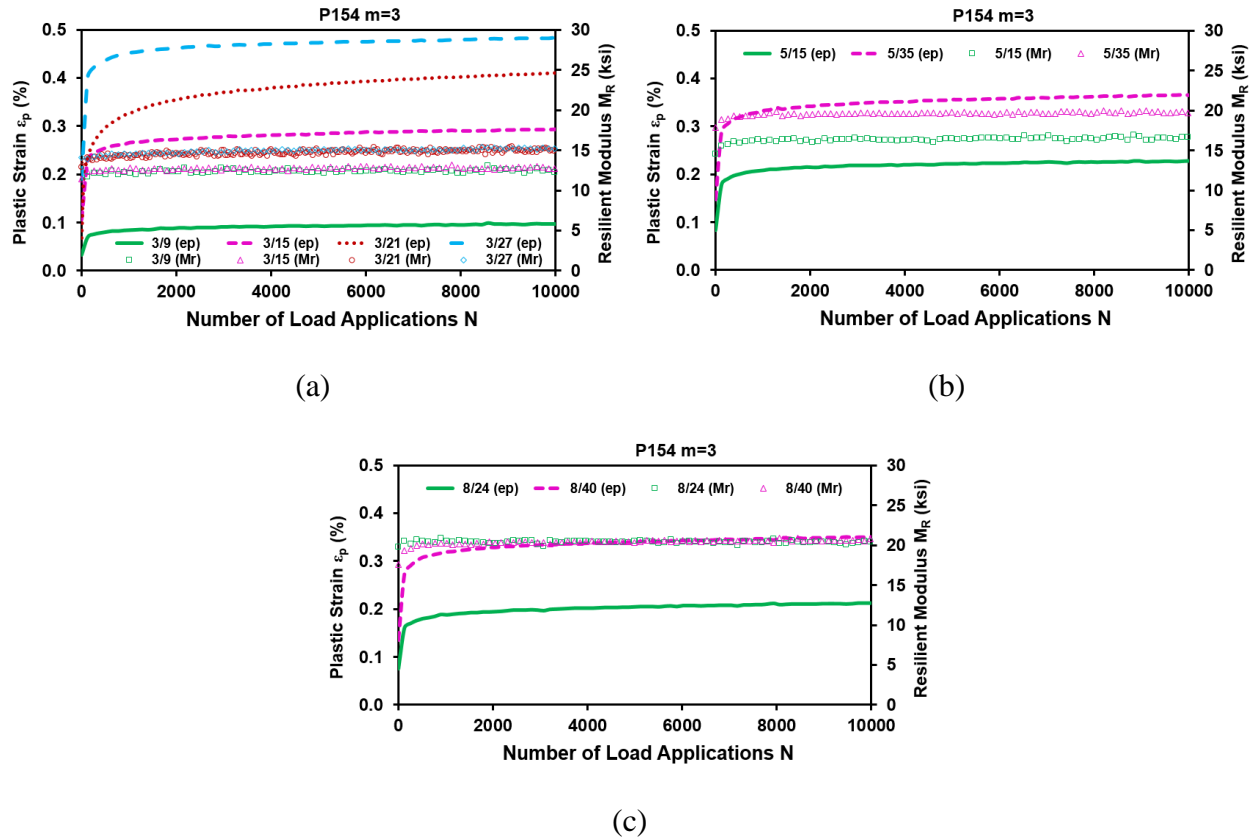 P154 m=3
0.5
0.4
0.3
0.2
0.1
0.0
Plastic Strain εp (%)
30
25
20
15
10
5
0
Resilient Modulus MR (ksi)
3/9 (ep) 3/15 (ep) 3/21 (ep) 3/27 (ep)
3/9 (Mr) 3/15 (Mr) 3/21 (Mr) 3/27 (Mr)
0 2000 4000 6000 8000 10000
Number of Load Applications N
(a)
P154 m=3
0.5
0.4
0.3
0.2
0.1
0.0
Plastic Strain εp (%)
30
25
20
15
10
5
0
Resilient Modulus MR (ksi)
5/15 (ep) 5/35 (ep) 5/15 (Mr) 5/35 (Mr)
0 2000 4000 6000 8000 10000
Number of Load Applications N
(b)
P154 m=3
0.5
0.4
0.3
0.2
0.1
0.0
Plastic Strain εp (%)
30
25
20
15
10
5
0
Resilient Modulus MR (ksi)
8/24 (ep) 8/40 (ep) 8/24 (Mr) 8/40 (Mr)
0 2000 4000 6000 8000 10000
Number of Load Applications N
(c)